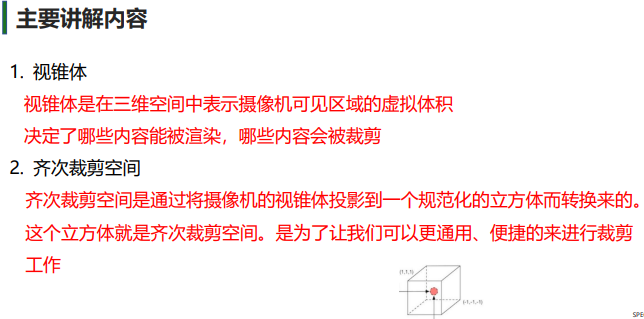 主要讲解内容
1. 视锥体
视锥体是在三维空间中表示摄像机可见区域的虚拟体积
决定了哪些内容能被渲染，哪些内容会被裁剪
2. 齐次裁剪空间
齐次裁剪空间是通过将摄像机的视锥体投影到一个规范化的立方体而转换来的。
这个立方体就是齐次裁剪空间。是为了让我们可以更通用、便捷的来进行裁剪
工作
(1,1,1)
(-1,-1,-1)
SPE